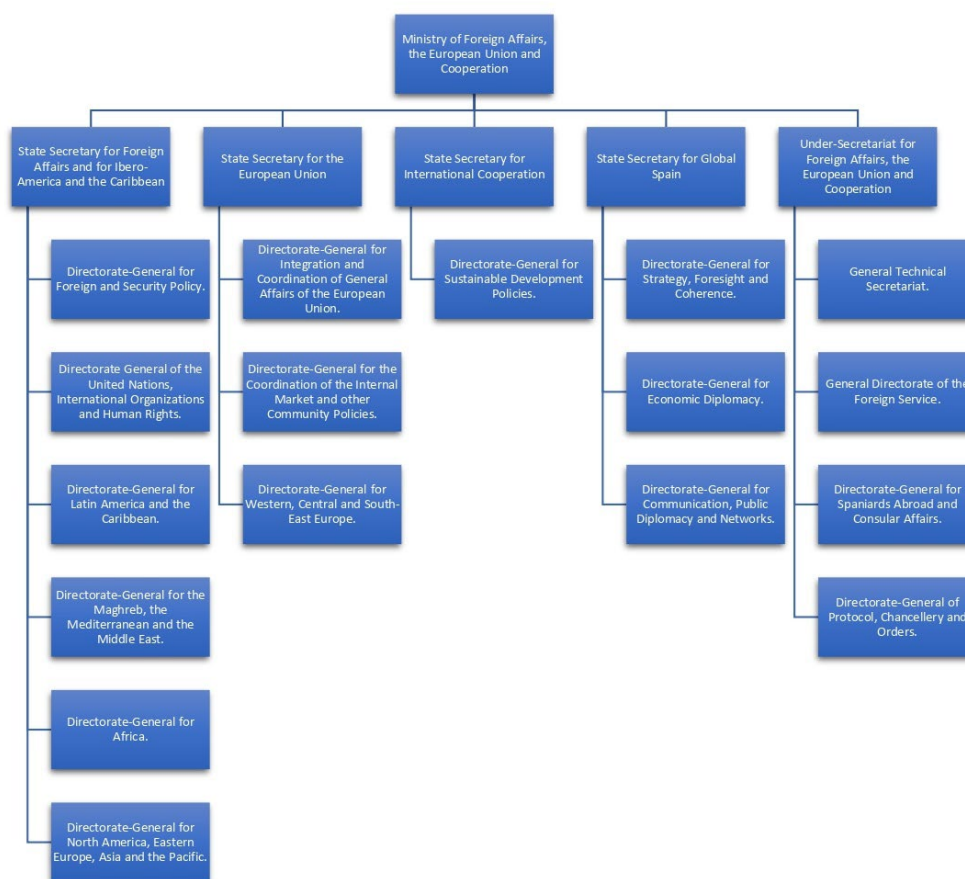 Ministry of Foreign Affairs,
the European Union and
Cooperation
State Secretary for Foreign
Affairs and for Ibero-
America and the Caribbean
State Secretary for the
European Union
State Secretary for
International Cooperation
State Secretary for Global
Spain
Under-Secretariat for
Foreign Affairs, the
European Union and
Cooperation
Directorate-General for
Foreign and Security Policy.
Directorate-General for
Integration and
Coordination of General
Affairs of the European
Union.
Directorate-General for
Sustainable Development
Policies.
Directorate-General for
Strategy, Foresight and
Coherence.
General Technical
Secretariat.
Directorate General of the
United Nations,
International Organizations
and Human Rights.
Directorate-General for the
Coordination of the Internal
Market and other
Community Policies.
Directorate-General for
Economic Diplomacy.
General Directorate of the
Foreign Service.
Directorate-General for
Latin America and the
Caribbean.
Directorate-General for
Western, Central and South-
East Europe.
Directorate-General for
Communication, Public
Diplomacy and Networks.
Directorate-General for
Spaniards Abroad and
Consular Affairs.
Directorate-General for the
Maghreb, the
Mediterranean and the
Middle East.
Directorate-General of
Protocol, Chancellery and
Orders.
Directorate-General for
Africa.
Directorate-General for
North America, Eastern
Europe, Asia and the Pacific.